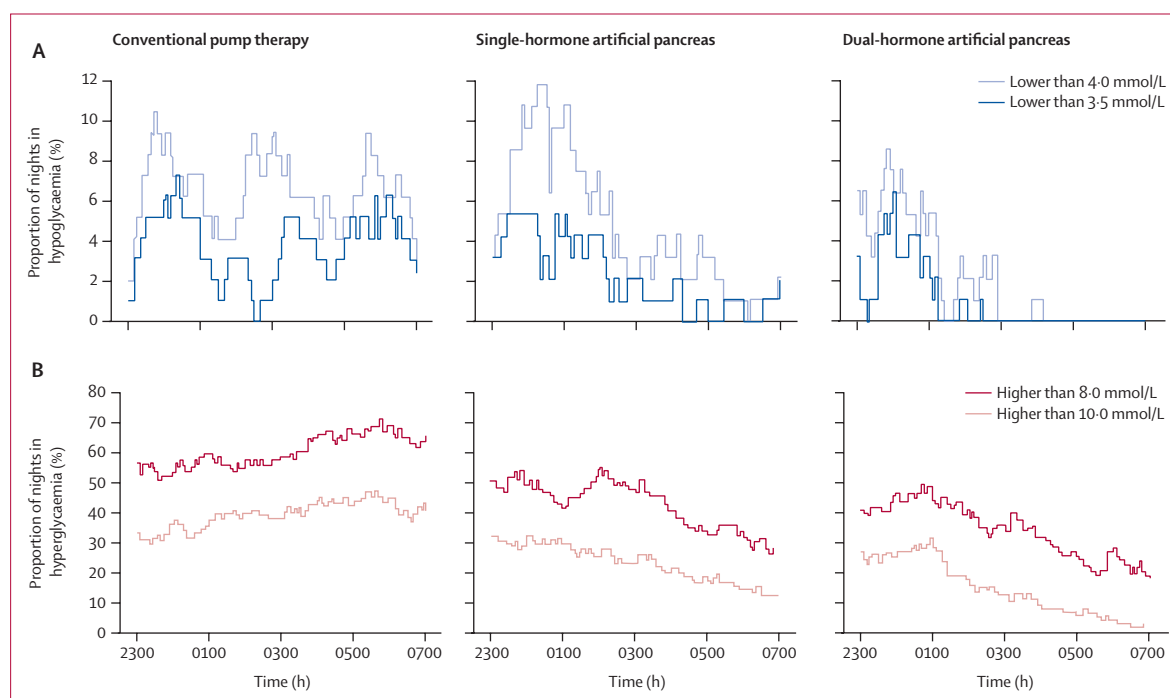 A
Conventional pump therapy
Single-hormone artificial pancreas
Dual-hormone artificial pancreas
Proportion of nights in
hypoglycaemia (%)
12
10
8
6
4
2
0
Lower than 4·0 mmol/L
Lower than 3·5 mmol/L
B
Proportion of nights in
hyperglycaemia (%)
80
70
60
50
40
30
20
10
0
Higher than 8·0 mmol/L
Higher than 10·0 mmol/L
2300 0100 0300 0500 0700
2300 0100 0300 0500 0700
2300 0100 0300 0500 0700
Time (h)
Time (h)
Time (h)